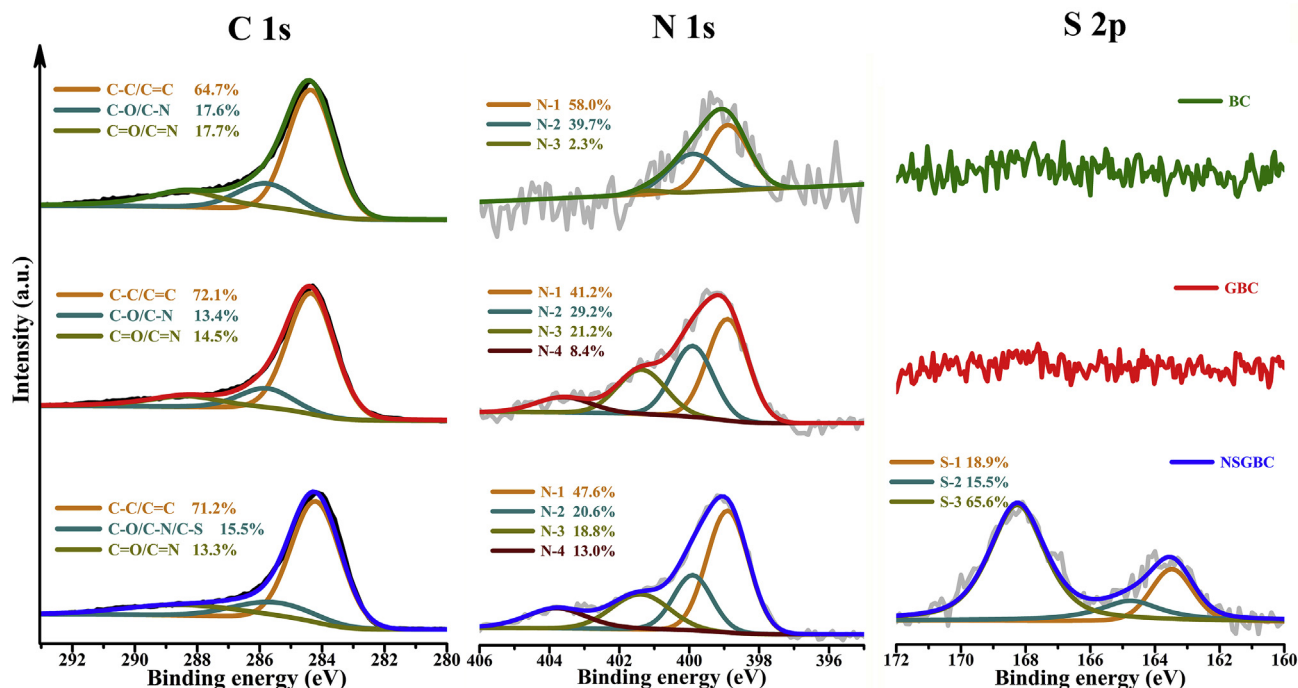 C 1s
N 1s
S 2p
Intensity (a.u.)
C-C/C=C 64.7%
C-O/C-N 17.6%
C=O/C=N 17.7%
N-1 58.0%
N-2 39.7%
N-3 2.3%
BC
C-C/C=C 72.1%
C-O/C-N 13.4%
C=O/C=N 14.5%
N-1 41.2%
N-2 29.2%
N-3 21.2%
N-4 8.4%
GBC
C-C/C=C 71.2%
C-O/C-N/C-S 15.5%
C=O/C=N 13.3%
N-1 47.6%
N-2 20.6%
N-3 18.8%
N-4 13.0%
NSGBC
S-1 18.9%
S-2 15.5%
S-3 65.6%
292 290 288 286 284 282 280
406 404 402 400 398 396
172 170 168 166 164 162 160
Binding energy (eV)
Binding energy (eV)
Binding energy (eV)